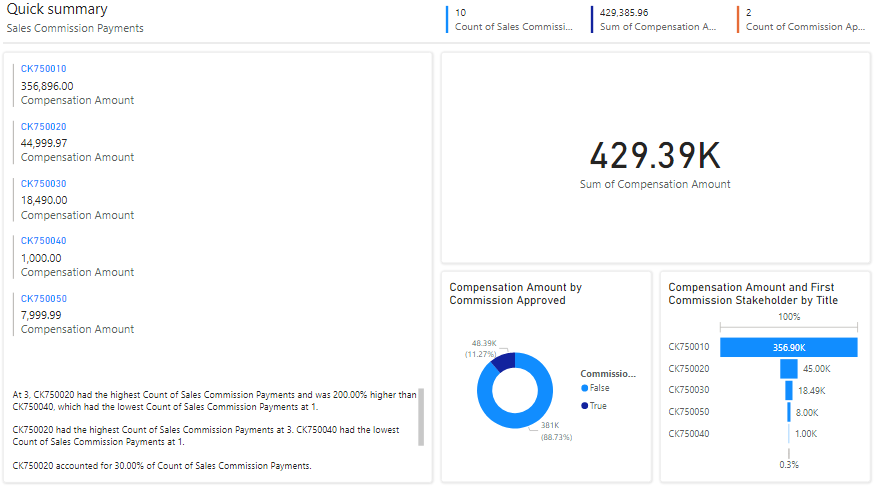 Quick summary
Sales Commission Payments
10
Count of Sales Commissi...
429,385.96
Sum of Compensation A...
2
Count of Commission Ap...
CK750010
356,896.00
Compensation Amount
CK750020
44,999.97
Compensation Amount
CK750030
18,490.00
Compensation Amount
CK750040
1,000.00
Compensation Amount
CK750050
7,999.99
Compensation Amount
At 3, CK750020 had the highest Count of Sales Commission Payments and was 200.00% higher than
CK750040, which had the lowest Count of Sales Commission Payments at 1.
CK750020 had the highest Count of Sales Commission Payments at 3. CK750040 had the lowest
Count of Sales Commission Payments at 1.
CK750020 accounted for 30.00% of Count of Sales Commission Payments.
429.39K
Sum of Compensation Amount
Compensation Amount by
Commission Approved
48.39K
(11.27%)
381K
(88.73%)
Commissio...
False
True
Compensation Amount and First
Commission Stakeholder by Title
100%
CK750010
356.90K
CK750020
45.00K
CK750030
18.49K
CK750050
8.00K
CK750040
1.00K
0.3%